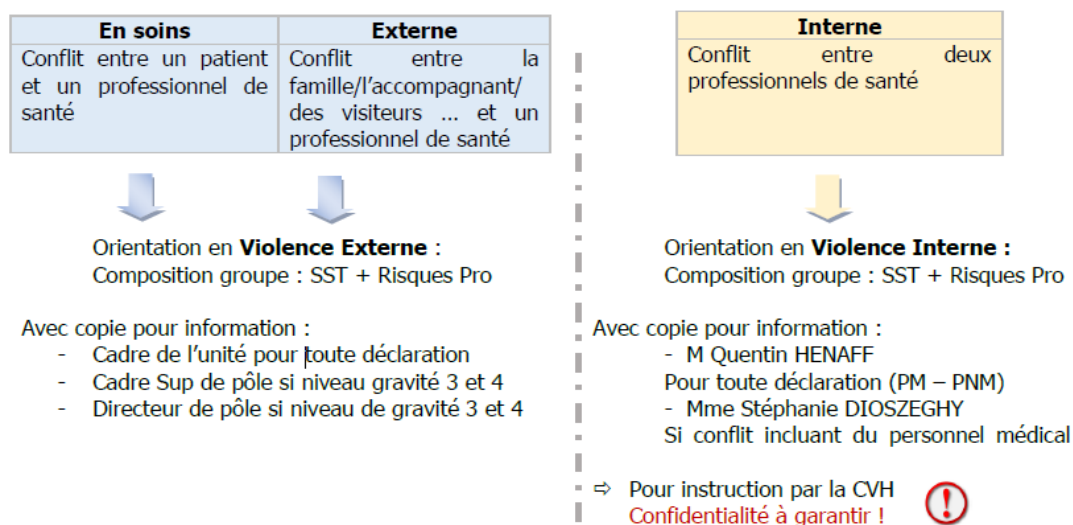 En soins
Conflit entre un patient
et un professionnel de
santé
Externe
Conflit entre la
famille/l'accompagnant/
des visiteurs ... et un
professionnel de santé
Orientation en Violence Externe :
Composition groupe : SST + Risques Pro
Avec copie pour information :
- Cadre de l'unité pour toute déclaration
- Cadre Sup de pôle si niveau gravité 3 et 4
- Directeur de pôle si niveau de gravité 3 et 4
Interne
Conflit entre deux
professionnels de santé
Orientation en Violence Interne :
Composition groupe : SST + Risques Pro
Avec copie pour information :
- M Quentin HENAFF
Pour toute déclaration (PM – PNM)
- Mme Stéphanie DIOSZEGHY
Si conflit incluant du personnel médical
⇨ Pour instruction par la CVH
Confidentialité à garantir !